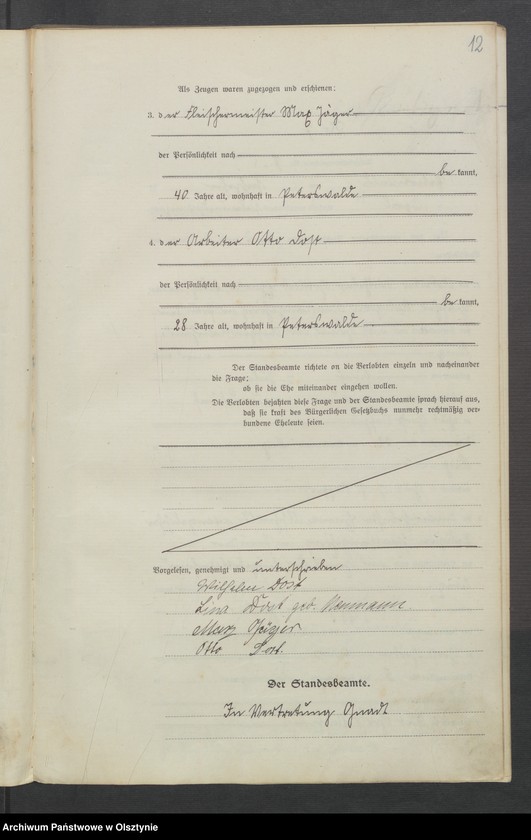 12
Als Zeugen waren zugezogen und erschienen:
3. der Fleischermeister Max Jäger
der Persönlichkeit nach
be kannt,
40 Jahre alt, wohnhaft in Peterswalde
4. der Arbeiter Otto Dost
der Persönlichkeit nach
be kannt,
28 Jahre alt, wohnhaft in Peterswalde
Der Standesbeamte richtete an die Verlobten einzeln und nacheinander
die Frage:
ob sie die Ehe miteinander eingehen wollen.
Die Verlobten bejahten diese Frage und der Standesbeamte sprach hierauf aus,
daß sie kraft des Bürgerlichen Gesetzbuchs nunmehr rechtmäßig ver-
bundene Eheleute seien.
Vorgelesen, genehmigt und unterschrieben
Wilhelm Dost
Lina Dost geb.
Max Jäger
Otto Dost.
Der Standesbeamte.
In Vertretung Gnadt
Archiwum Państwowe w Olsztynie